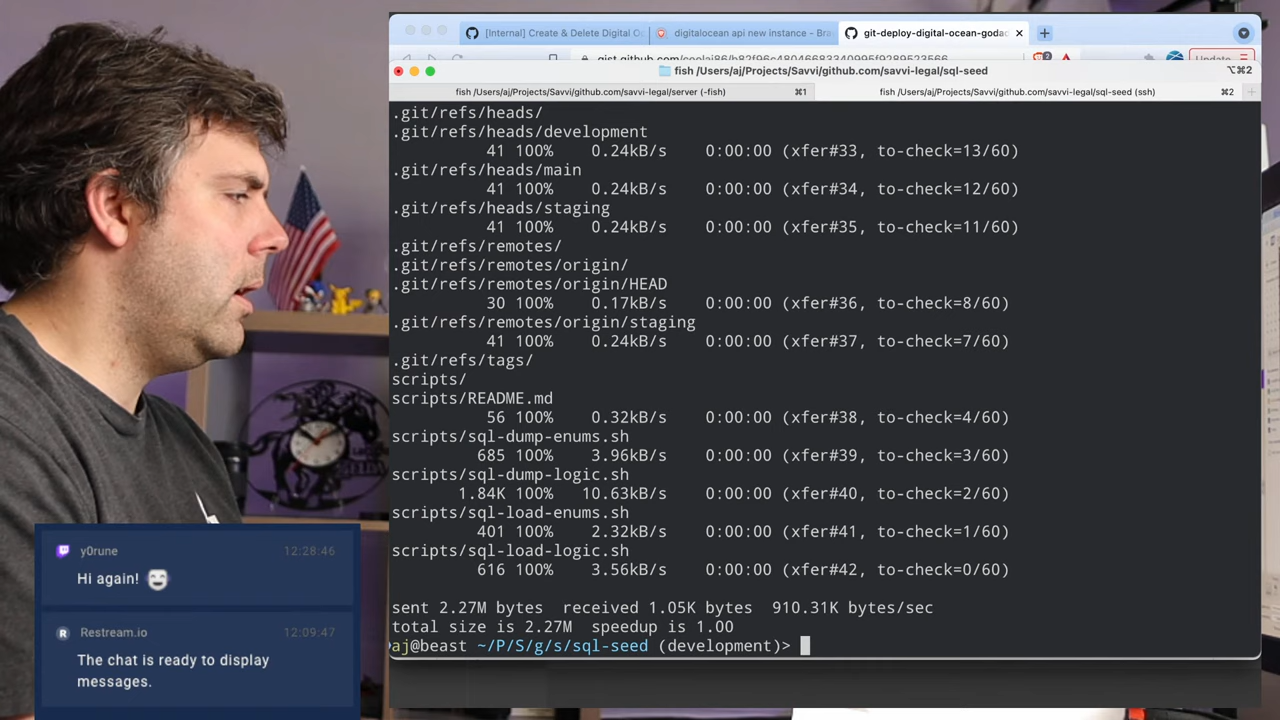 [Internal] Create & Delete Digital O
digitalocean api new instance – Bra
git-deploy-digital-ocean-godac
gist.github.com/coolaj86/b82f96c48046683340995f9289523566
Update
fish /Users/aj/Projects/Savvi/github.com/savvi-legal/sql-seed
⌥⌘2
fish /Users/aj/Projects/Savvi/github.com/savvi-legal/server (-fish)
⌘1
fish /Users/aj/Projects/Savvi/github.com/savvi-legal/sql-seed (ssh)
⌘2
.git/refs/heads/
.git/refs/heads/development
41 100% 0.24kB/s 0:00:00 (xfer#33, to-check=13/60)
.git/refs/heads/main
41 100% 0.24kB/s 0:00:00 (xfer#34, to-check=12/60)
.git/refs/heads/staging
41 100% 0.24kB/s 0:00:00 (xfer#35, to-check=11/60)
.git/refs/remotes/
.git/refs/remotes/origin/
.git/refs/remotes/origin/HEAD
30 100% 0.17kB/s 0:00:00 (xfer#36, to-check=8/60)
.git/refs/remotes/origin/staging
41 100% 0.24kB/s 0:00:00 (xfer#37, to-check=7/60)
.git/refs/tags/
scripts/
scripts/README.md
56 100% 0.32kB/s 0:00:00 (xfer#38, to-check=4/60)
scripts/sql-dump-enums.sh
685 100% 3.96kB/s 0:00:00 (xfer#39, to-check=3/60)
scripts/sql-dump-logic.sh
1.84K 100% 10.63kB/s 0:00:00 (xfer#40, to-check=2/60)
scripts/sql-load-enums.sh
401 100% 2.32kB/s 0:00:00 (xfer#41, to-check=1/60)
scripts/sql-load-logic.sh
616 100% 3.56kB/s 0:00:00 (xfer#42, to-check=0/60)
sent 2.27M bytes received 1.05K bytes 910.31K bytes/sec
total size is 2.27M speedup is 1.00
aj@beast ~/P/S/g/s/sql-seed (development)>
y0rune 12:28:46
Hi again!
Restream.io 12:09:47
The chat is ready to display
messages.